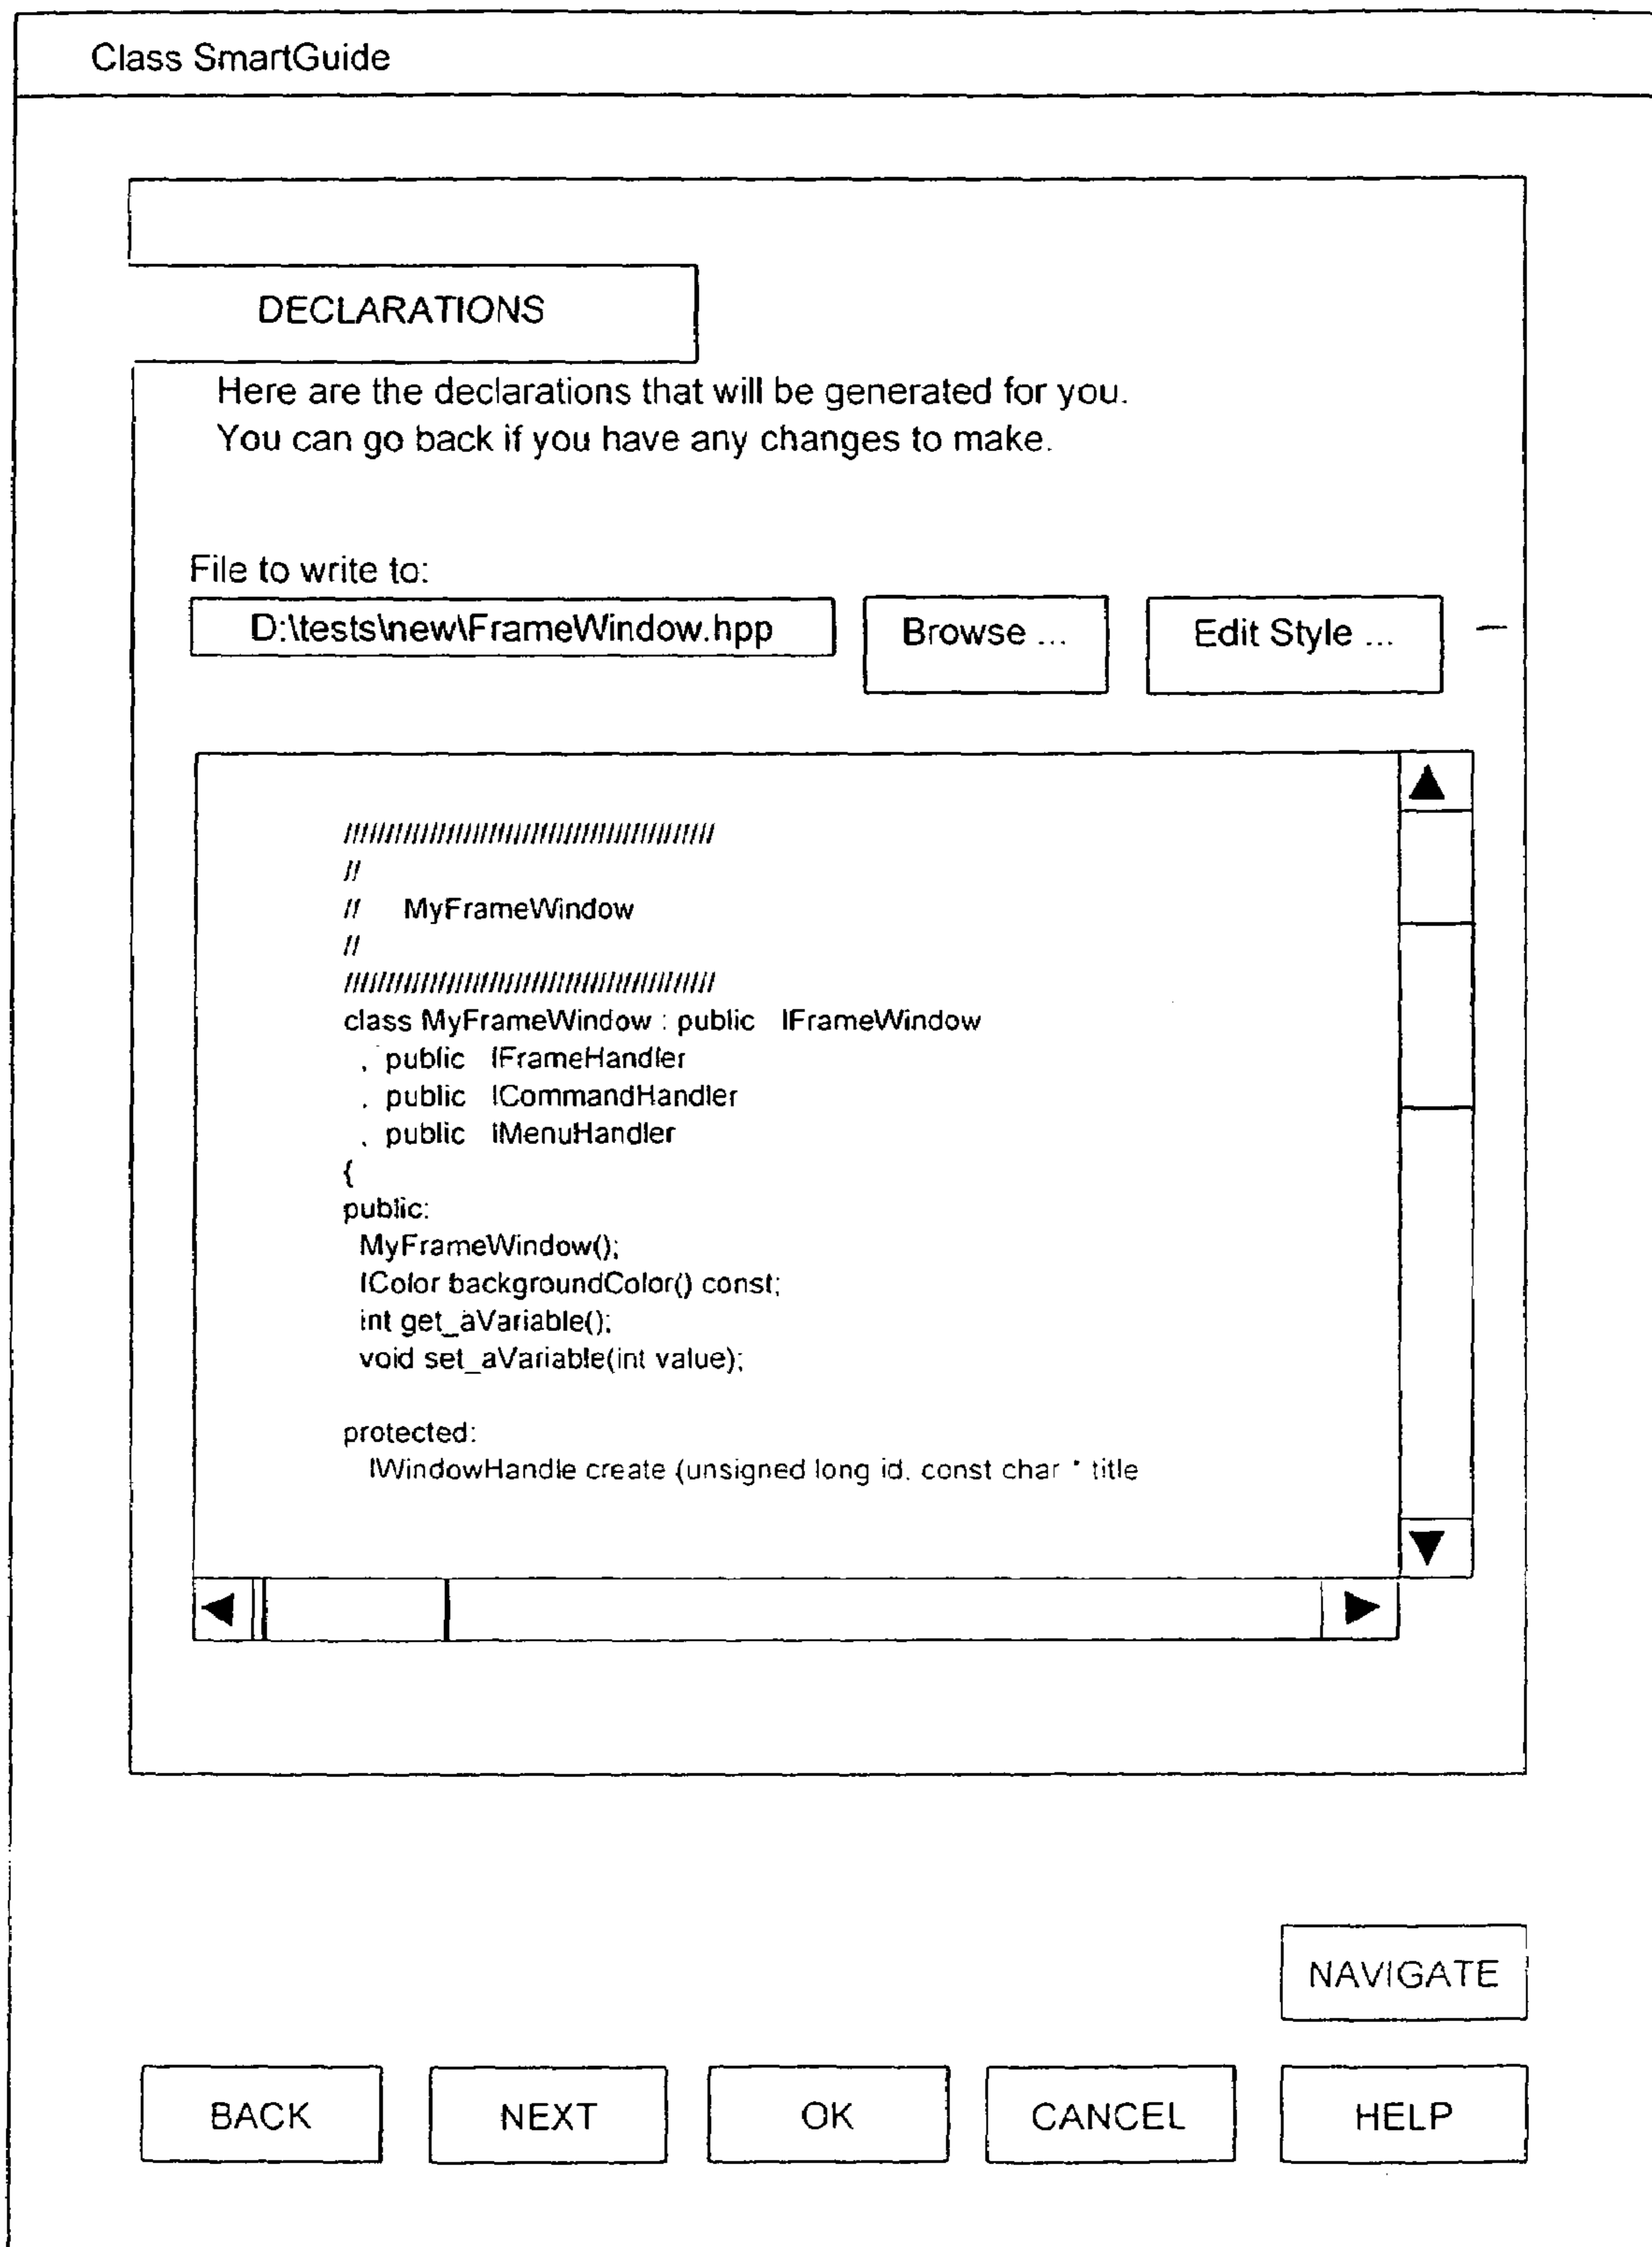 Class SmartGuide
DECLARATIONS
Here are the declarations that will be generated for you.
You can go back if you have any changes to make.
File to write to:
D:\tests\new\FrameWindow.hpp
Browse ...
Edit Style ...
////////////////////////////////////////////
//
// MyFrameWindow
//
////////////////////////////////////////////
class MyFrameWindow : public IFrameWindow
, public IFrameHandler
, public ICommandHandler
, public IMenuHandler
{
public:
MyFrameWindow();
IColor backgroundColor() const;
int get_aVariable();
void set_aVariable(int value);
protected:
IWindowHandle create (unsigned long id, const char * title
NAVIGATE
BACK
NEXT
OK
CANCEL
HELP